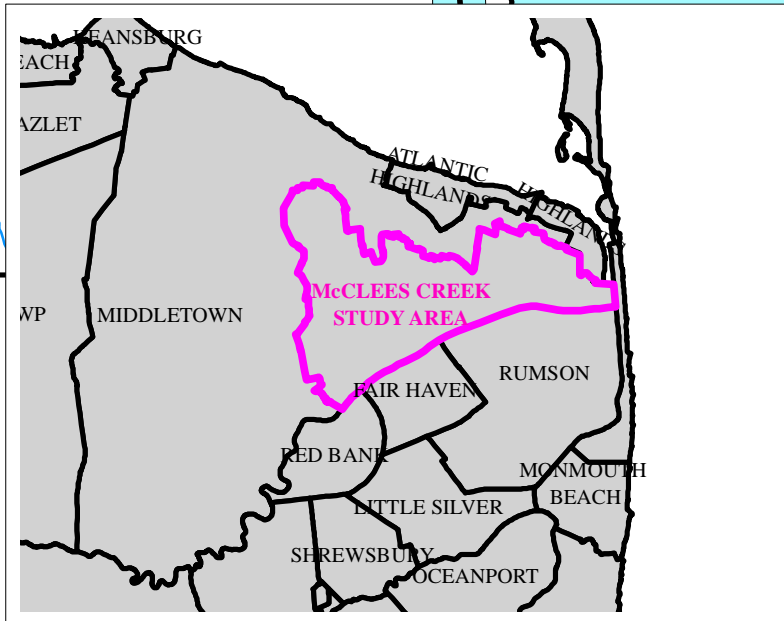 KEANSBURG
EACH
AZLET
ATLANTIC
HIGHLANDS
HIGHLANDS
McCLEES CREEK
STUDY AREA
WP
MIDDLETOWN
RUMSON
FAIR HAVEN
RED BANK
MONMOUTH
BEACH
LITTLE SILVER
SHREWSBURY
OCEANPORT